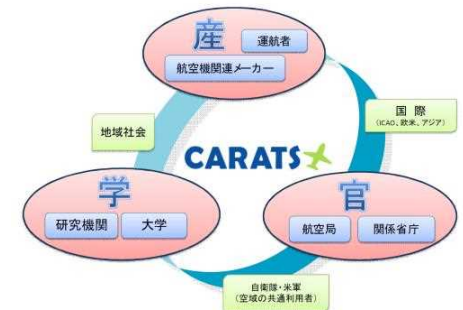 産
運航者
航空機関連メーカー
国 際
(ICAO、欧米、アジア)
地域社会
CARATS
学
研究機関
大学
官
航空局
関係省庁
自衛隊・米軍
(空域の共通利用者)